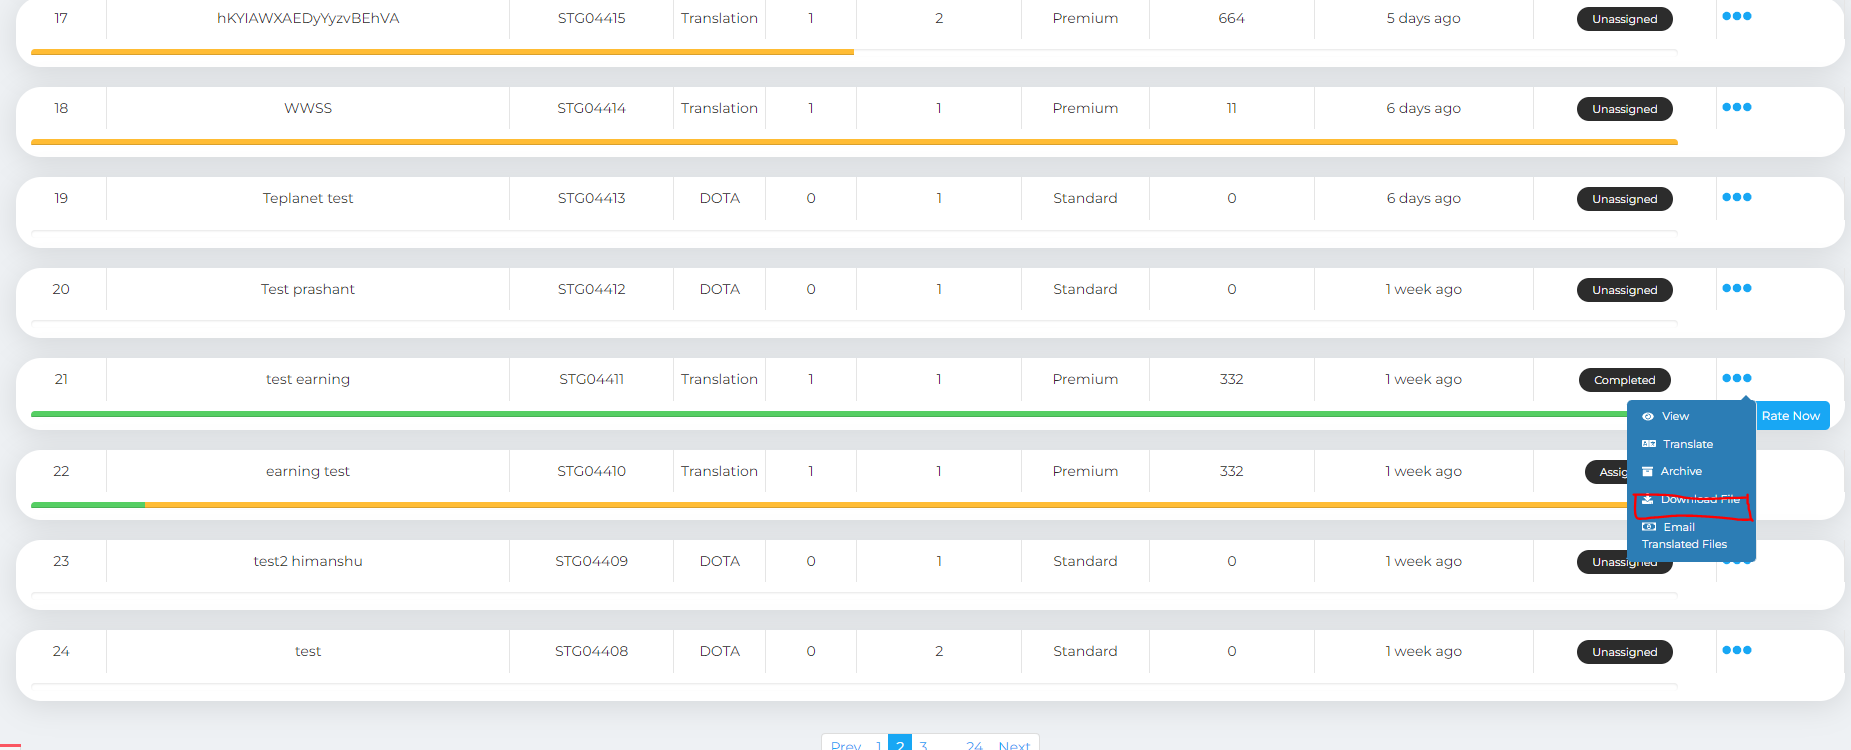 17 hKYIAWXAEDyYyzvBEhVA STG04415 Translation 1 2 Premium 664 5 days ago Unassigned
18 WWSS STG04414 Translation 1 1 Premium 11 6 days ago Unassigned
19 Teplanet test STG04413 DOTA 0 1 Standard 0 6 days ago Unassigned
20 Test prashant STG04412 DOTA 0 1 Standard 0 1 week ago Unassigned
21 test earning STG04411 Translation 1 1 Premium 332 1 week ago Completed
View
Rate Now
Translate
22 earning test STG04410 Translation 1 1 Premium 332 1 week ago Assig
Archive
Download File
Email
Translated Files
23 test2 himanshu STG04409 DOTA 0 1 Standard 0 1 week ago Unassigned
24 test STG04408 DOTA 0 2 Standard 0 1 week ago Unassigned
Prev 1 2 3 ... 24 Next